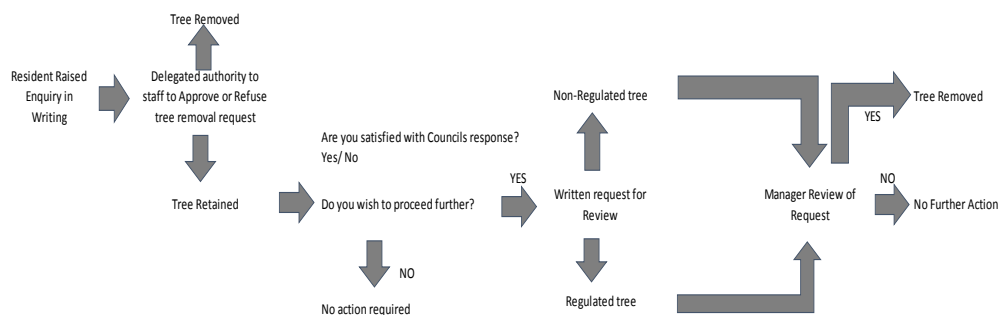 Tree Removed
Resident Raised
Enquiry in
Writing
Delegated authority to
staff to Approve or Refuse
tree removal request
Tree Retained
Are you satisfied with Councils response?
Yes/ No
Do you wish to proceed further?
NO
No action required
YES
Non-Regulated tree
Written request for
Review
Regulated tree
Manager Review of
Request
YES
Tree Removed
NO
No Further Action